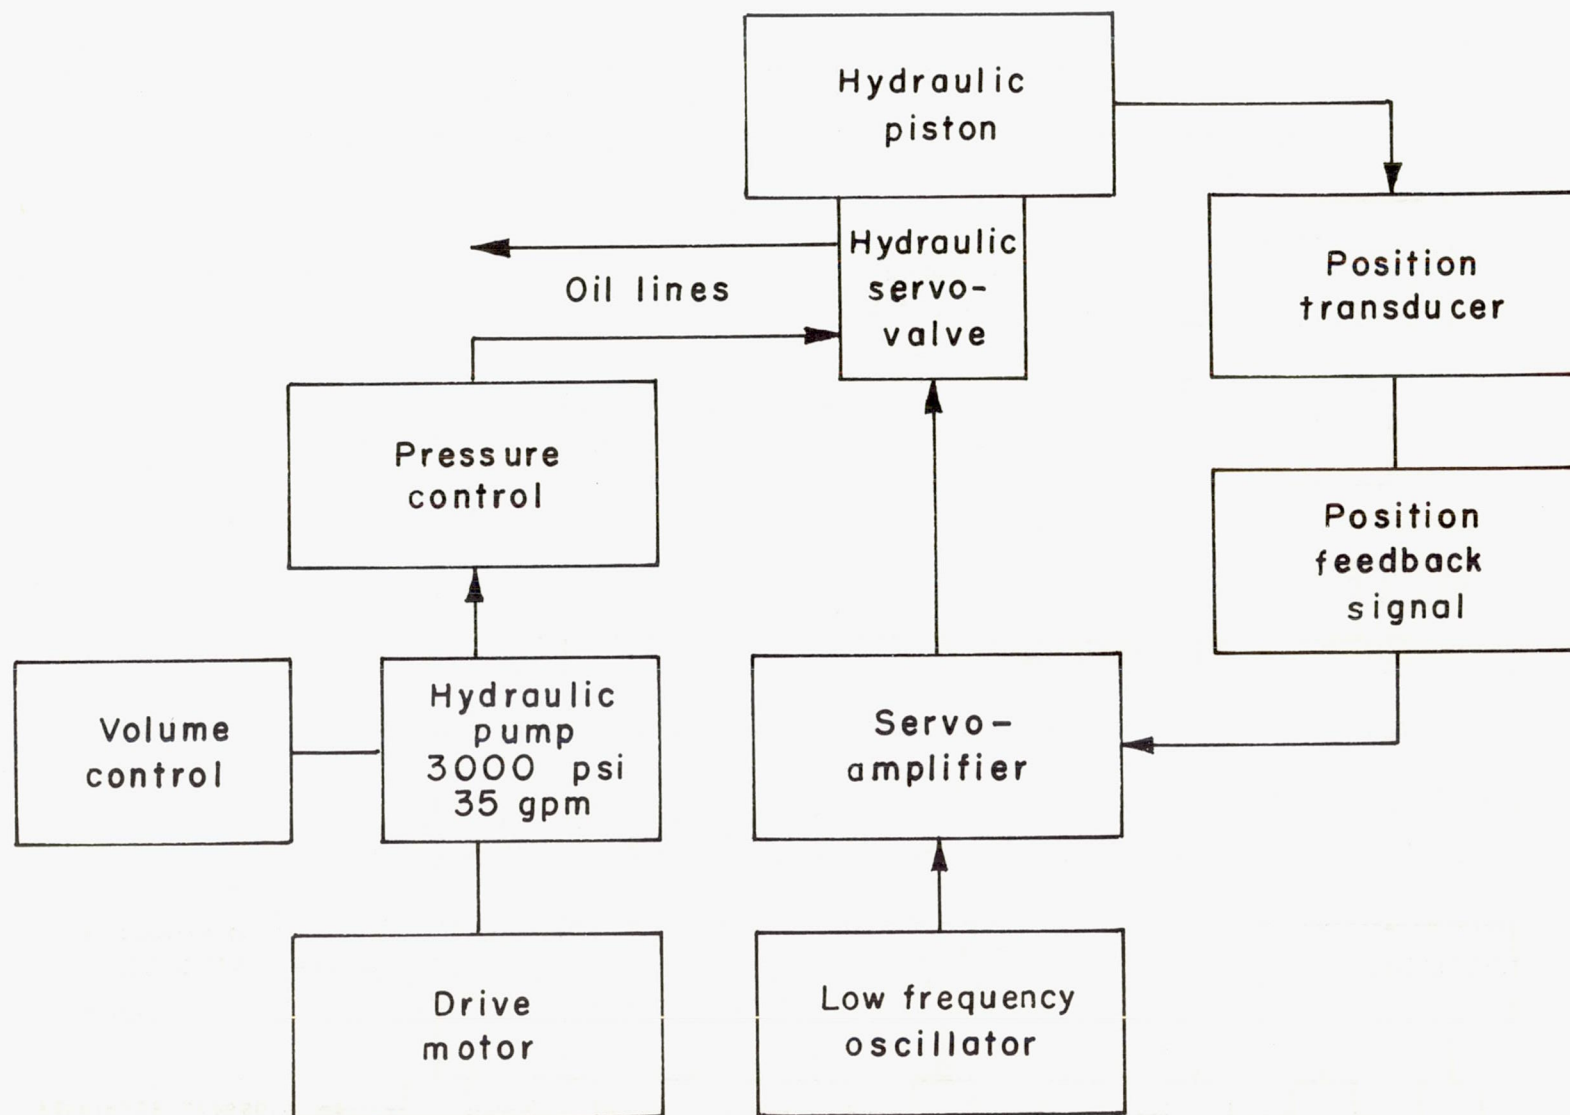 Hydraulic
piston
Hydraulic
servo-
valve
Oil lines
Position
transducer
Pressure
control
Position
feedback
signal
Volume
control
Hydraulic
pump
3000 psi
35 gpm
Servo-
amplifier
Drive
motor
Low frequency
oscillator